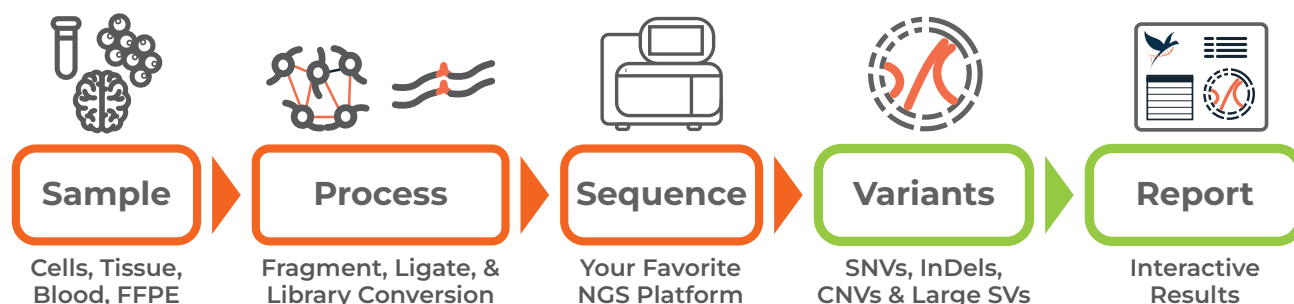 Sample
Process
Sequence
Variants
Report
Cells, Tissue,
Blood, FFPE
Fragment, Ligate, &
Library Conversion
Your Favorite
NGS Platform
SNVs, InDels,
CNVs & Large SVs
Interactive
Results